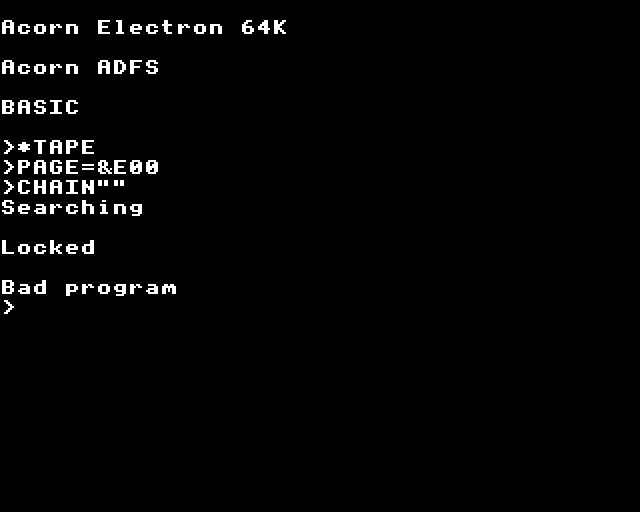 Acorn Electron 64K
Acorn ADFS
BASIC
>*TAPE
>PAGE=&E00
>CHAIN""
Searching
Locked
Bad program
>